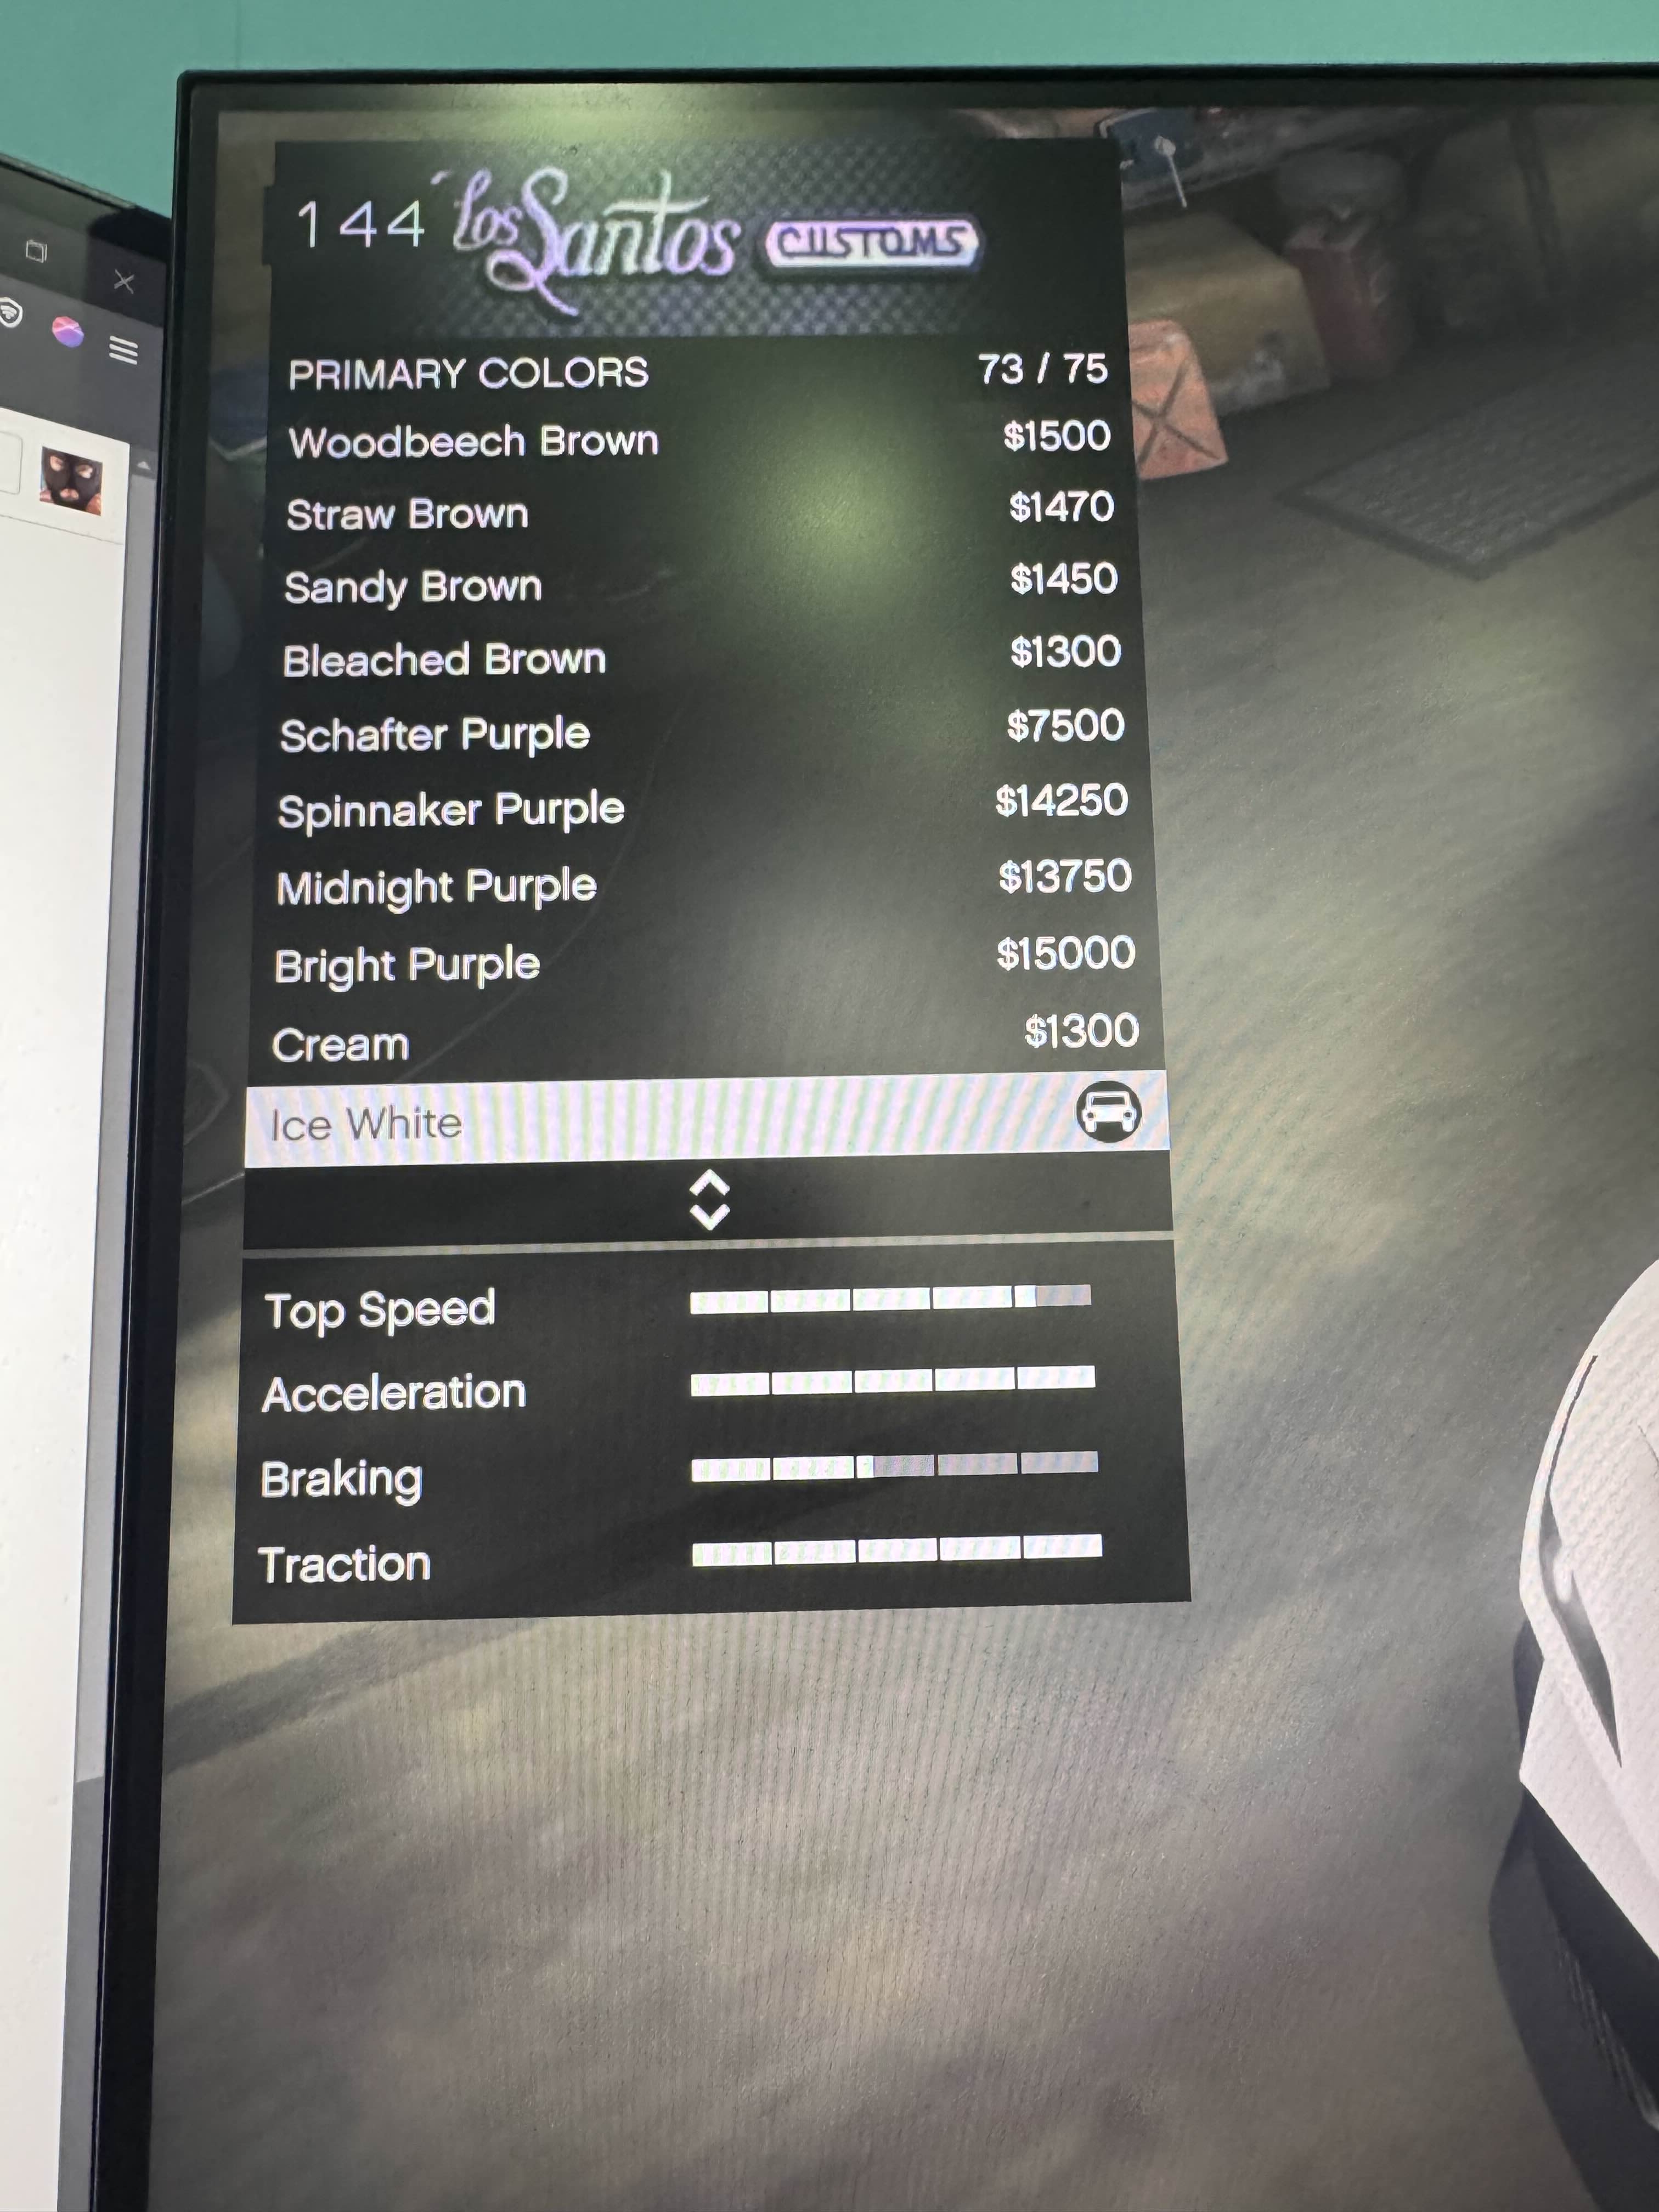 144
Los Santos CUSTOMS
PRIMARY COLORS 73 / 75
Woodbeech Brown $1500
Straw Brown $1470
Sandy Brown $1450
Bleached Brown $1300
Schafter Purple $7500
Spinnaker Purple $14250
Midnight Purple $13750
Bright Purple $15000
Cream $1300
Ice White
Top Speed
Acceleration
Braking
Traction